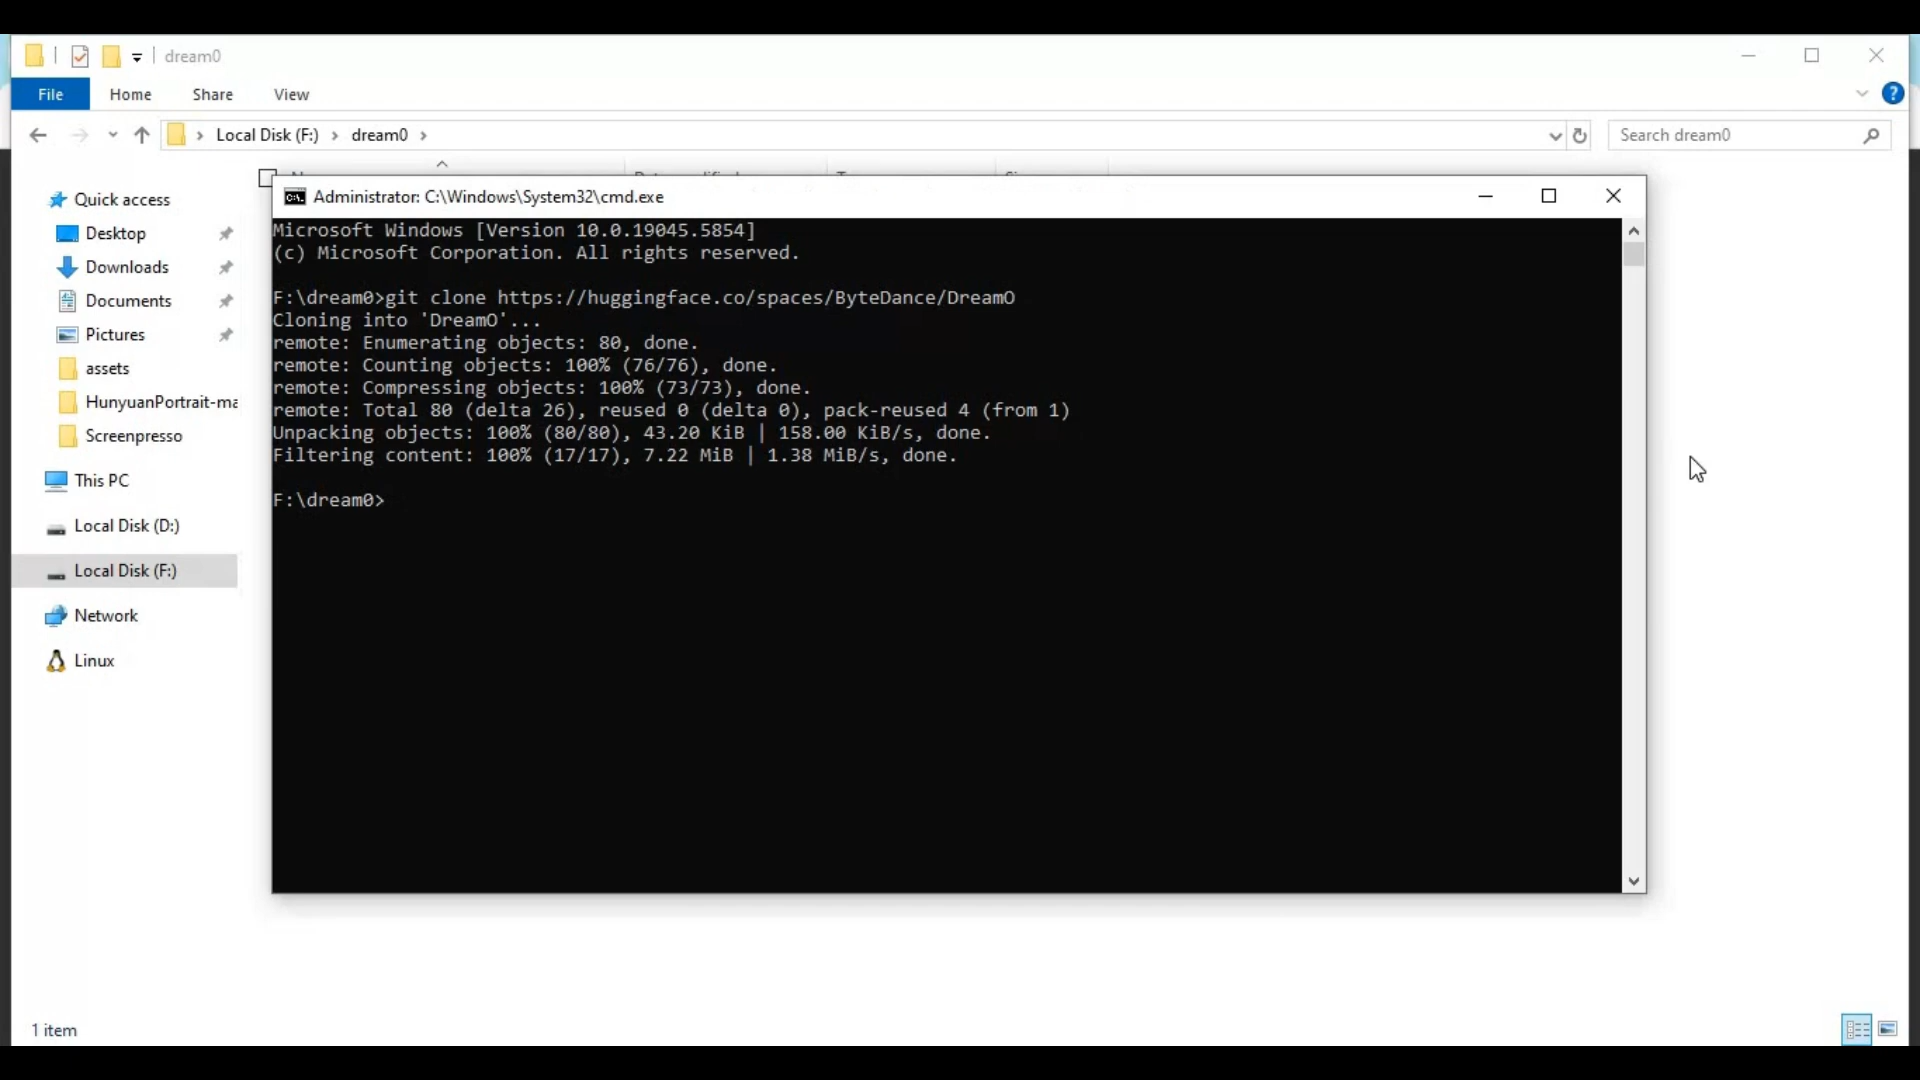 dream0
File Home Share View
Local Disk (F:) dream0
Search dream0
Quick access
Desktop
Downloads
Documents
Pictures
assets
HunyuanPortrait-ma
Screenpresso
This PC
Local Disk (D:)
Local Disk (F:)
Network
Linux
Administrator: C:\Windows\System32\cmd.exe
Microsoft Windows [Version 10.0.19045.5854]
(c) Microsoft Corporation. All rights reserved.
F:\dream0>git clone https://huggingface.co/spaces/ByteDance/DreamO
Cloning into 'DreamO'...
remote: Enumerating objects: 80, done.
remote: Counting objects: 100% (76/76), done.
remote: Compressing objects: 100% (73/73), done.
remote: Total 80 (delta 26), reused 0 (delta 0), pack-reused 4 (from 1)
Unpacking objects: 100% (80/80), 43.20 KiB | 158.00 KiB/s, done.
Filtering content: 100% (17/17), 7.22 MiB | 1.38 MiB/s, done.
F:\dream0>
1 item